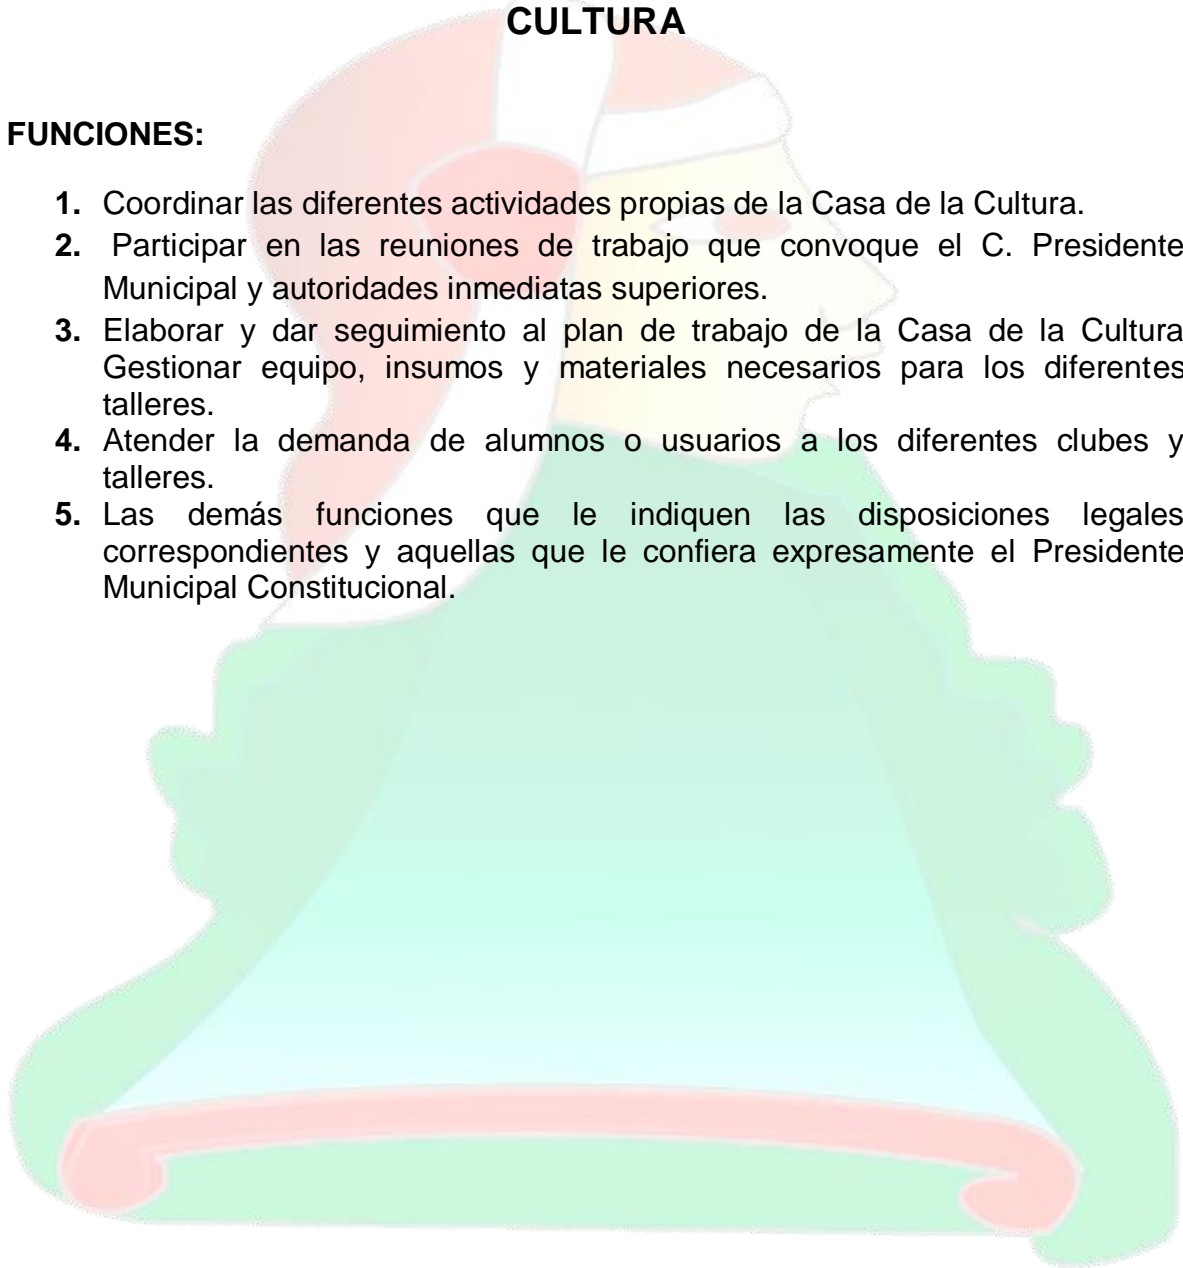 CULTURA
FUNCIONES:
1. Coordinar las diferentes actividades propias de la Casa de la Cultura.
2. Participar en las reuniones de trabajo que convoque el C. Presidente
Municipal y autoridades inmediatas superiores.
3. Elaborar y dar seguimiento al plan de trabajo de la Casa de la Cultura
Gestionar equipo, insumos y materiales necesarios para los diferentes
talleres.
4. Atender la demanda de alumnos o usuarios a los diferentes clubes y
talleres.
5. Las demás funciones que le indiquen las disposiciones legales
correspondientes y aquellas que le confiera expresamente el Presidente
Municipal Constitucional.